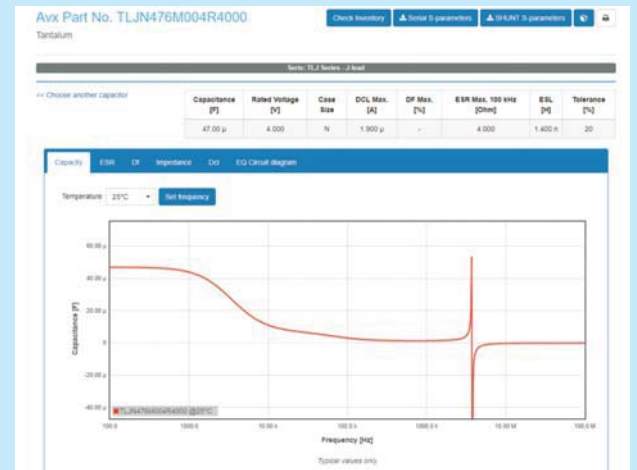 Avx Part No. TLJN476M004R4000
Check Inventory
Serial S-parameters
SHUNT S-parameters
Tantalum
Serie: TLJ Series - J-lead
<< Choose another capacitor
Capacitance [F] Rated Voltage [V] Case Size DCL Max. [A] DF Max. [%] ESR Max. 100 kHz [Ohm] ESL [H] Tolerance [%]
47.00 µ 4.000 N 1.900 µ - 4.000 1.400 n 20
Capacity ESR Df Impedance Dcl EQ Circuit diagram
Temperature 25°C Set frequency
60.00 µ
40.00 µ
20.00 µ
0
-20.00 µ
-40.00 µ
Capacitance [F]
TLJN476M004R4000 @25°C
100.0 1000.0 10.00 k 100.0 k 1000.0 k 10.00 M 100.0 M
Frequency [Hz]
Typical values only